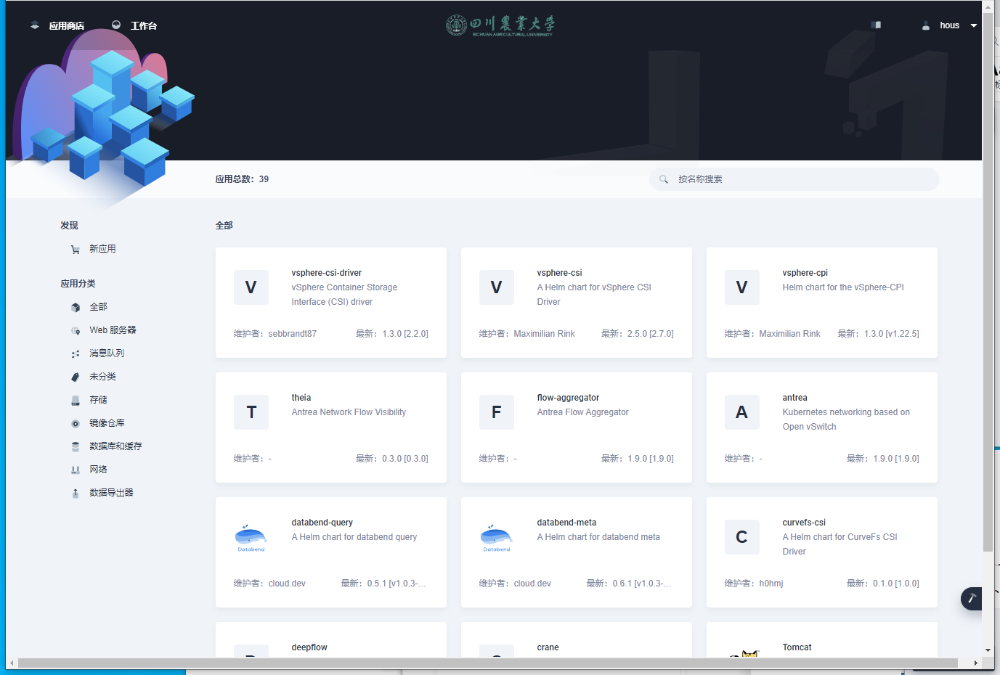 应用商店
工作台
四川农业大学
SICHUAN AGRICULTURAL UNIVERSITY
hous
应用总数：39
按名称搜索
发现
新应用
应用分类
全部
Web 服务器
消息队列
未分类
存储
镜像仓库
数据库和缓存
网络
数据导出器
全部
V
vsphere-csi-driver
vSphere Container Storage
Interface (CSI) driver
维护者：sebbrandt87
最新：1.3.0 [2.2.0]
V
vsphere-csi
A Helm chart for vSphere CSI
Driver
维护者：Maximilian Rink
最新：2.5.0 [2.7.0]
V
vsphere-cpi
Helm chart for the vSphere-CPI
维护者：Maximilian Rink
最新：1.3.0 [v1.22.5]
T
theia
Antrea Network Flow Visibility
维护者：-
最新：0.3.0 [0.3.0]
F
flow-aggregator
Antrea Flow Aggregator
维护者：-
最新：1.9.0 [1.9.0]
A
antrea
Kubernetes networking based on
Open vSwitch
维护者：-
最新：1.9.0 [1.9.0]
Databend
databend-query
A Helm chart for databend query
维护者：cloud.dev
最新：0.5.1 [v1.0.3-...
Databend
databend-meta
A Helm chart for databend meta
维护者：cloud.dev
最新：0.6.1 [v1.0.3-...
C
curvefs-csi
A Helm chart for CurveFs CSI
Driver
维护者：h0hmj
最新：0.1.0 [1.0.0]
deepflow
crane
Tomcat